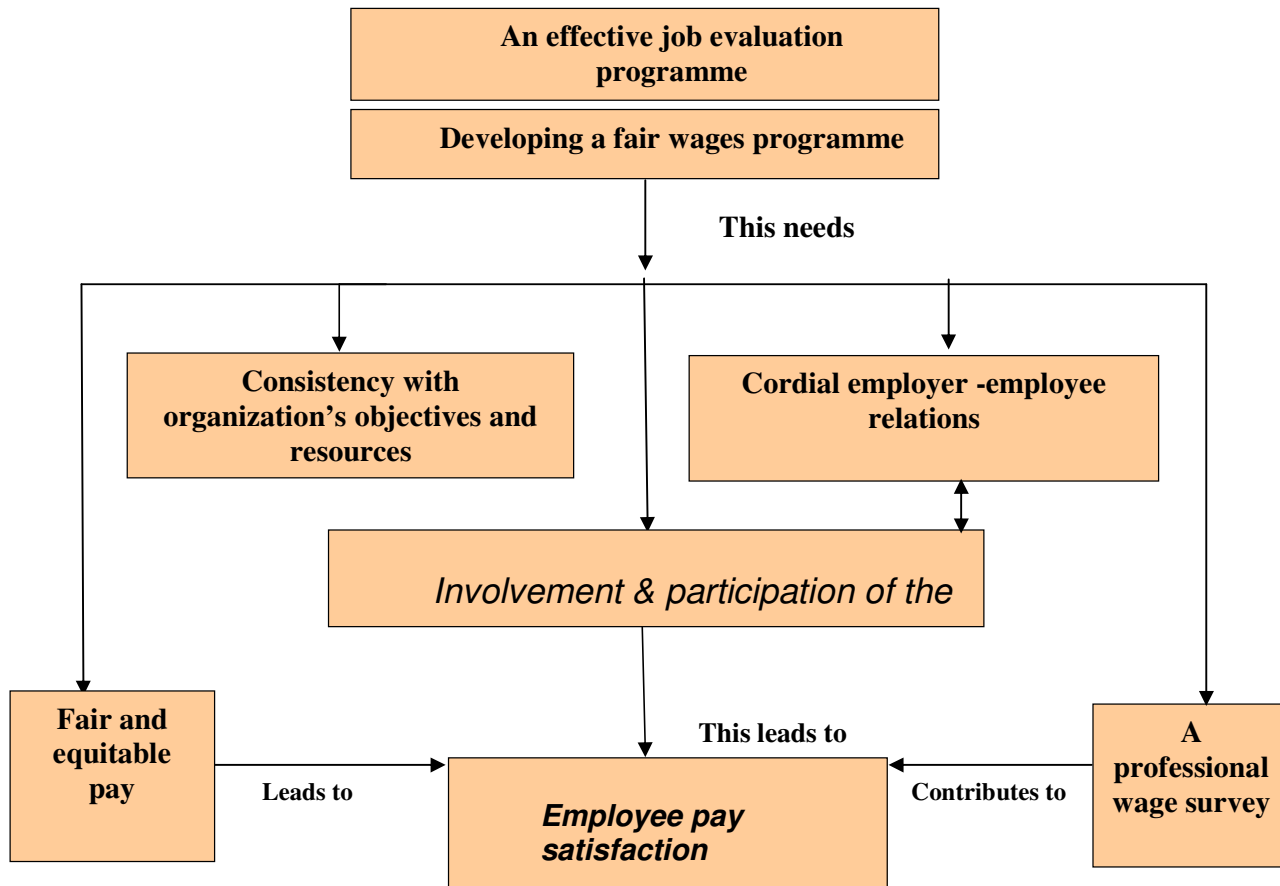 An effective job evaluation
programme
Developing a fair wages programme
This needs
Consistency with
organization’s objectives and
resources
Cordial employer -employee
relations
Involvement & participation of the
Fair and
equitable
pay
This leads to
A
professional
wage survey
Leads to
Contributes to
Employee pay
satisfaction